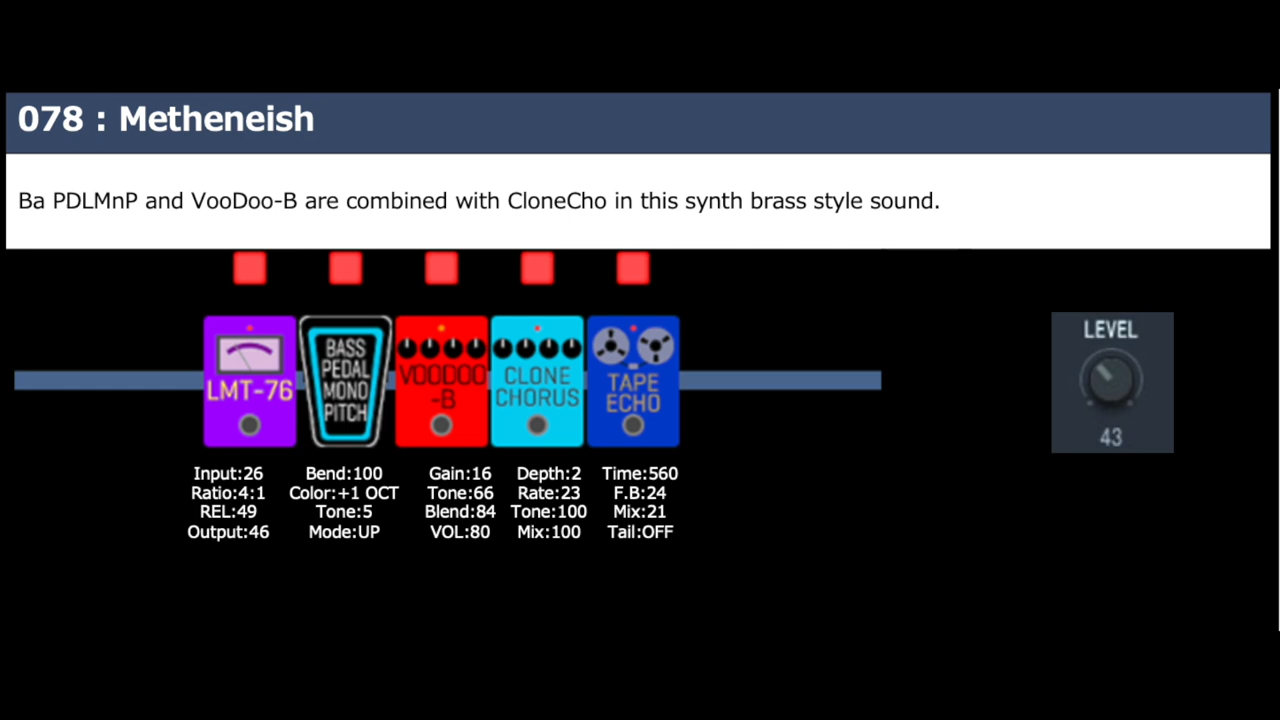 078 : Metheneish
Ba PDLMnP and VooDoo-B are combined with CloneCho in this synth brass style sound.
LEVEL
43
LMT-76
BASS
PEDAL
MONO
PITCH
VOODOO
-B
CLONE
CHORUS
TAPE
ECHO
Input:26 Bend:100 Gain:16 Depth:2 Time:560
Ratio:4:1 Color:+1 OCT Tone:66 Rate:23 F.B:24
REL:49 Tone:5 Blend:84 Tone:100 Mix:21
Output:46 Mode:UP VOL:80 Mix:100 Tail:OFF